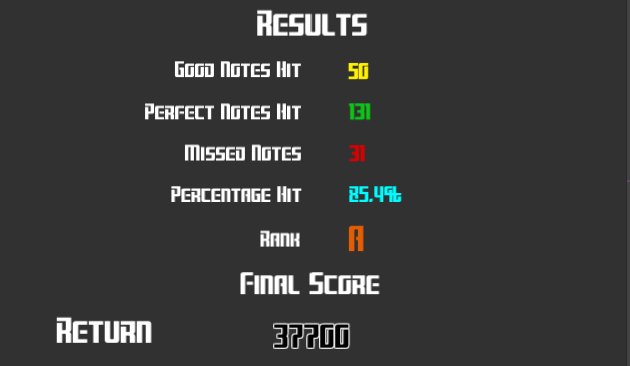 Results
Good Notes Hit 50
Perfect Notes Hit 131
Missed Notes 31
Percentage Hit 85.4%
Rank A
Final Score
Return 37700